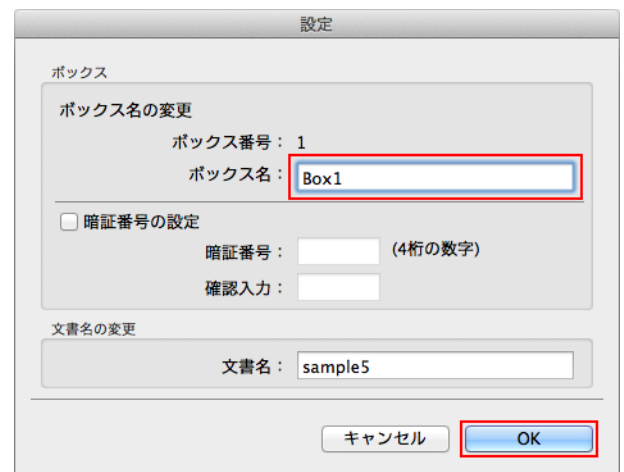 設定
ボックス
ボックス名の変更
ボックス番号： 1
ボックス名： Box1
暗証番号の設定
暗証番号： (4桁の数字)
確認入力：
文書名の変更
文書名： sample5
キャンセル OK